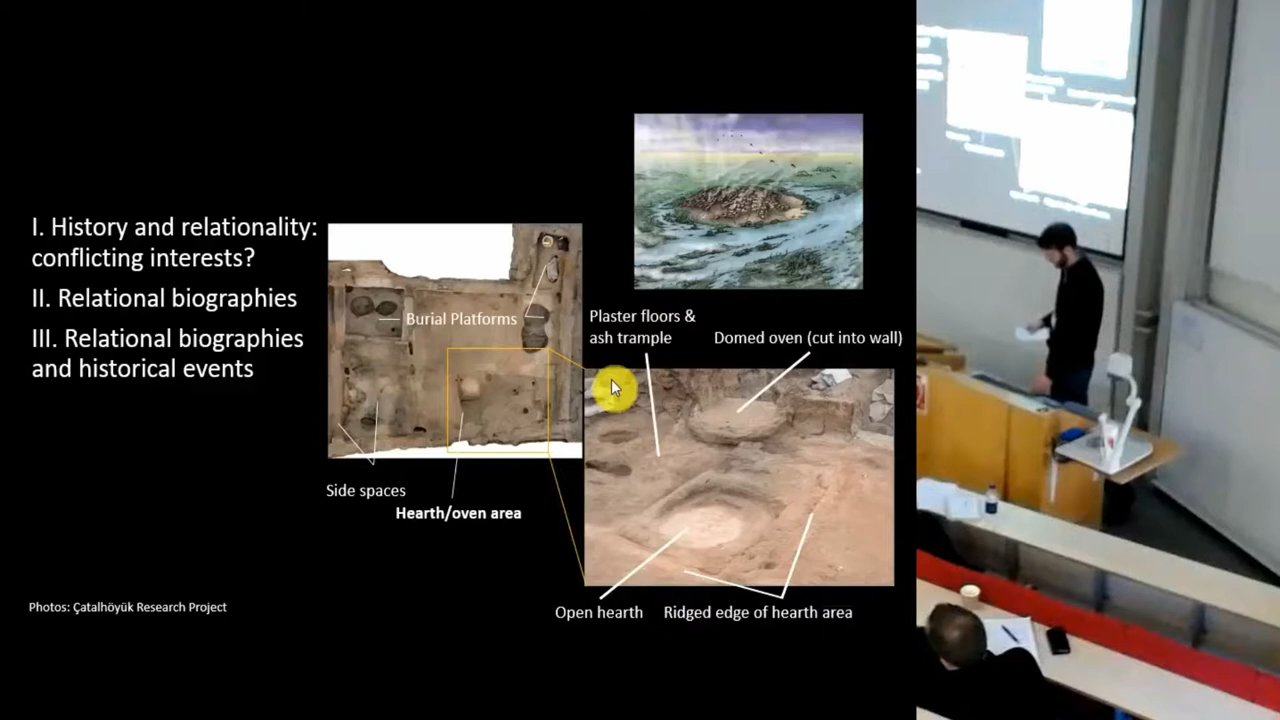 I. History and relationality:
conflicting interests?
II. Relational biographies
III. Relational biographies
and historical events
Burial Platforms
Side spaces
Hearth/oven area
Plaster floors &
ash trample
Domed oven (cut into wall)
Open hearth
Ridged edge of hearth area
Photos: Çatalhöyük Research Project